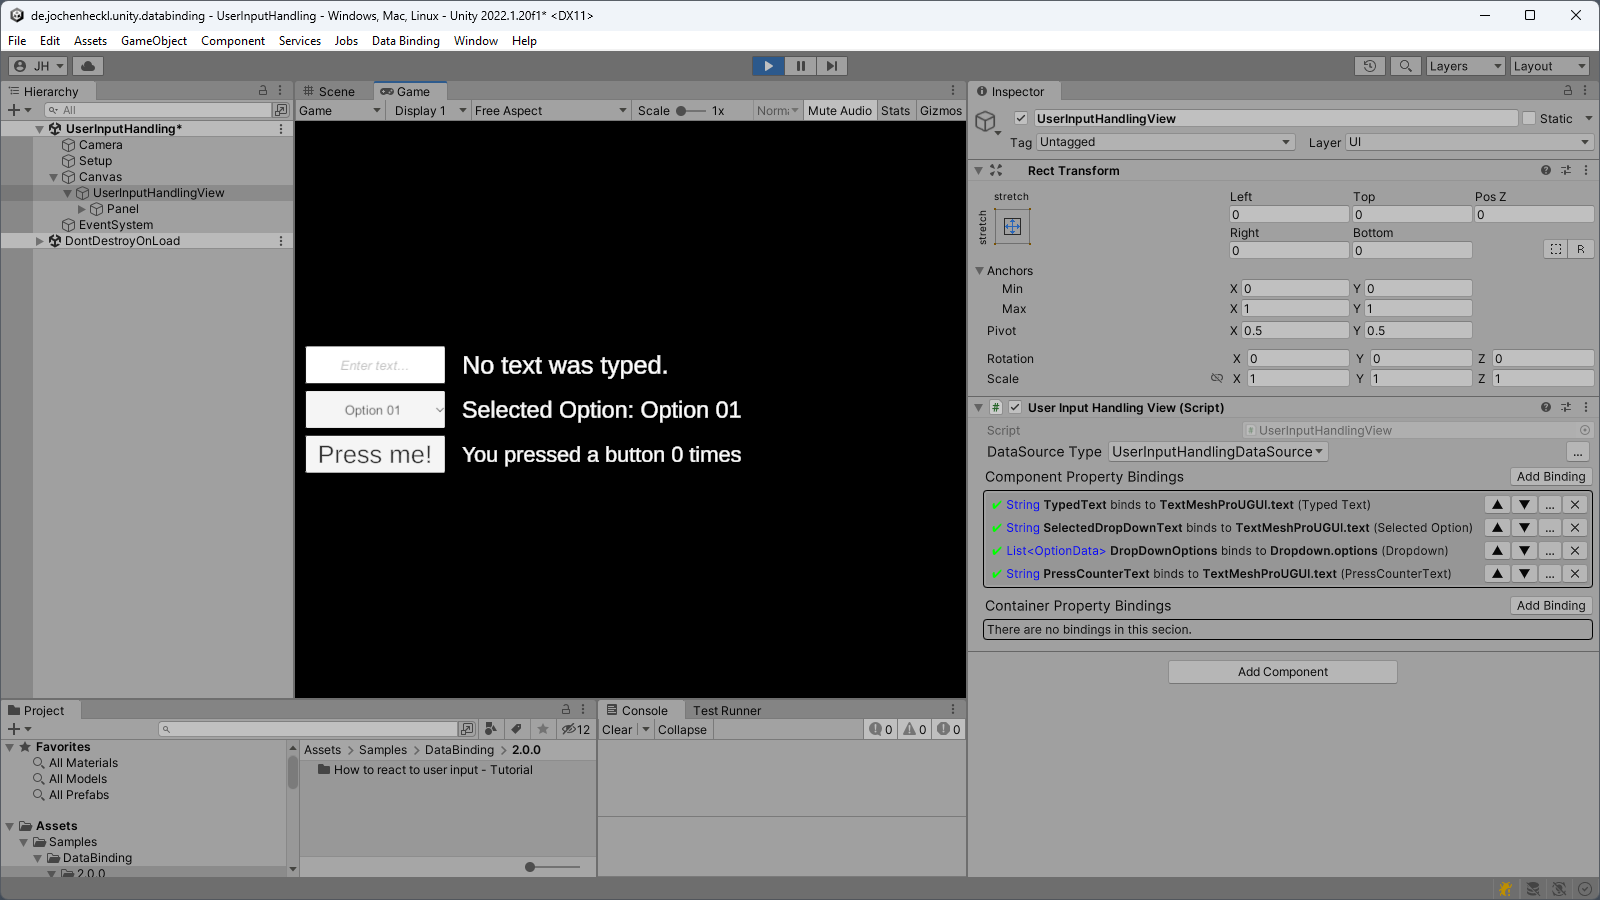 de.jochenheckl.unity.databinding - UserInputHandling - Windows, Mac, Linux - Unity 2022.1.20f1* <DX11>
File Edit Assets GameObject Component Services Jobs Data Binding Window Help
JH Layers Layout
Hierarchy
All
UserInputHandling*
Camera
Setup
Canvas
UserInputHandlingView
Panel
EventSystem
DontDestroyOnLoad
Scene Game
Game Display 1 Free Aspect Scale 1x Norma Mute Audio Stats Gizmos
Enter text... No text was typed.
Option 01 Selected Option: Option 01
Press me! You pressed a button 0 times
Inspector
UserInputHandlingView Static
Tag Untagged Layer UI
Rect Transform
stretch Left Top Pos Z
stretch 0 0 0
Right Bottom
0 0 R
Anchors
Min X 0 Y 0
Max X 1 Y 1
Pivot X 0.5 Y 0.5
Rotation X 0 Y 0 Z 0
Scale X 1 Y 1 Z 1
# User Input Handling View (Script)
Script # UserInputHandlingView
DataSource Type UserInputHandlingDataSource ...
Component Property Bindings Add Binding
✔ String TypedText binds to TextMeshProUGUI.text (Typed Text) ▲ ▼ ... ✕
✔ String SelectedDropDownText binds to TextMeshProUGUI.text (Selected Option) ▲ ▼ ... ✕
✔ List<OptionData> DropDownOptions binds to Dropdown.options (Dropdown) ▲ ▼ ... ✕
✔ String PressCounterText binds to TextMeshProUGUI.text (PressCounterText) ▲ ▼ ... ✕
Container Property Bindings Add Binding
There are no bindings in this secion.
Add Component
Project
12
Favorites
All Materials
All Models
All Prefabs
Assets
Samples
DataBinding
2.0.0
Assets > Samples > DataBinding > 2.0.0
How to react to user input - Tutorial
Console Test Runner
Clear Collapse 0 0 0